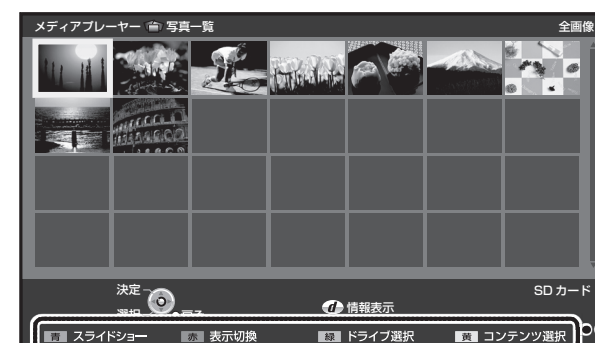 メディアプレーヤー 写真一覧 全画像
決定 SDカード
選択 戻る d 情報表示
青 スライドショー 赤 表示切換 緑 ドライブ選択 黄 コンテンツ選択